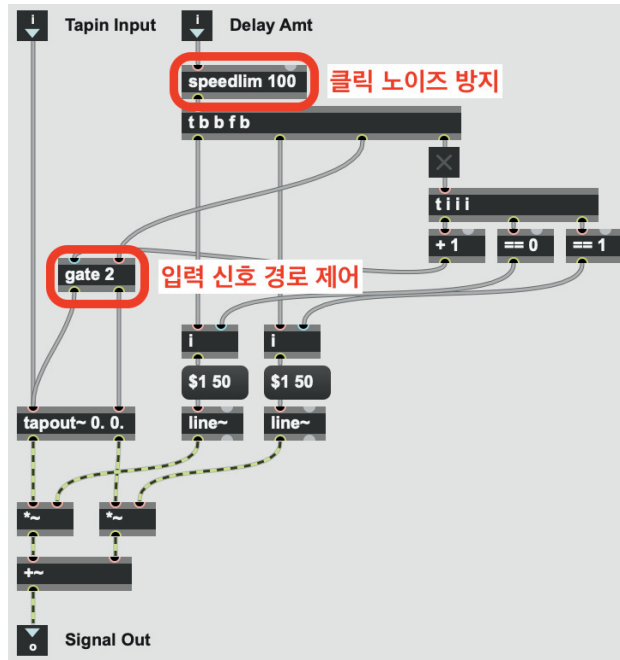 i
Tapin Input
i
Delay Amt
speedlim 100
클릭 노이즈 방지
t b b f b
t i i i
+ 1
== 0
== 1
gate 2
입력 신호 경로 제어
i
i
$1 50
$1 50
tapout~ 0. 0.
line~
line~
*~
*~
+~
o
Signal Out